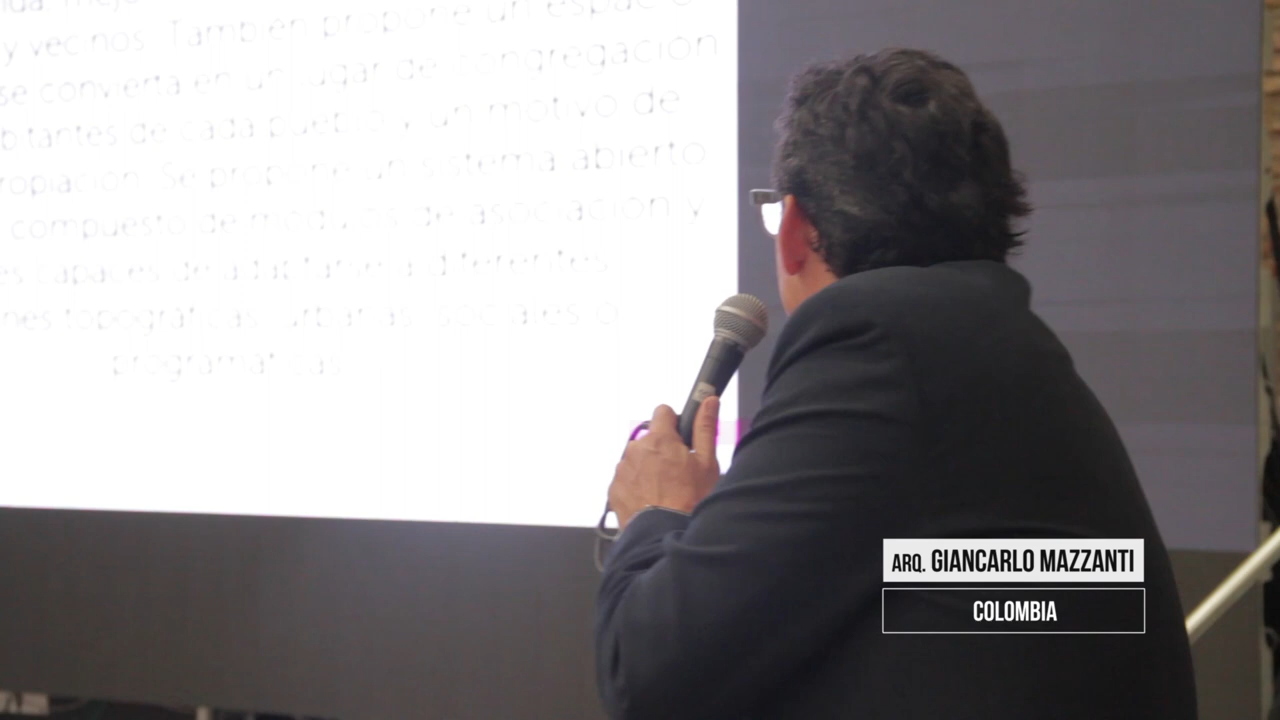 y vecinos. También propone un espacio
se convierta en un lugar de congregación
bitantes de cada pueblo y un motivo de
ropiación. Se propone un sistema abierto
compuesto de módulos de asociación y
es capaces de adaptarse a diferentes
nes topográficas, urbanas, sociales o
programáticas
ARQ. GIANCARLO MAZZANTI
COLOMBIA